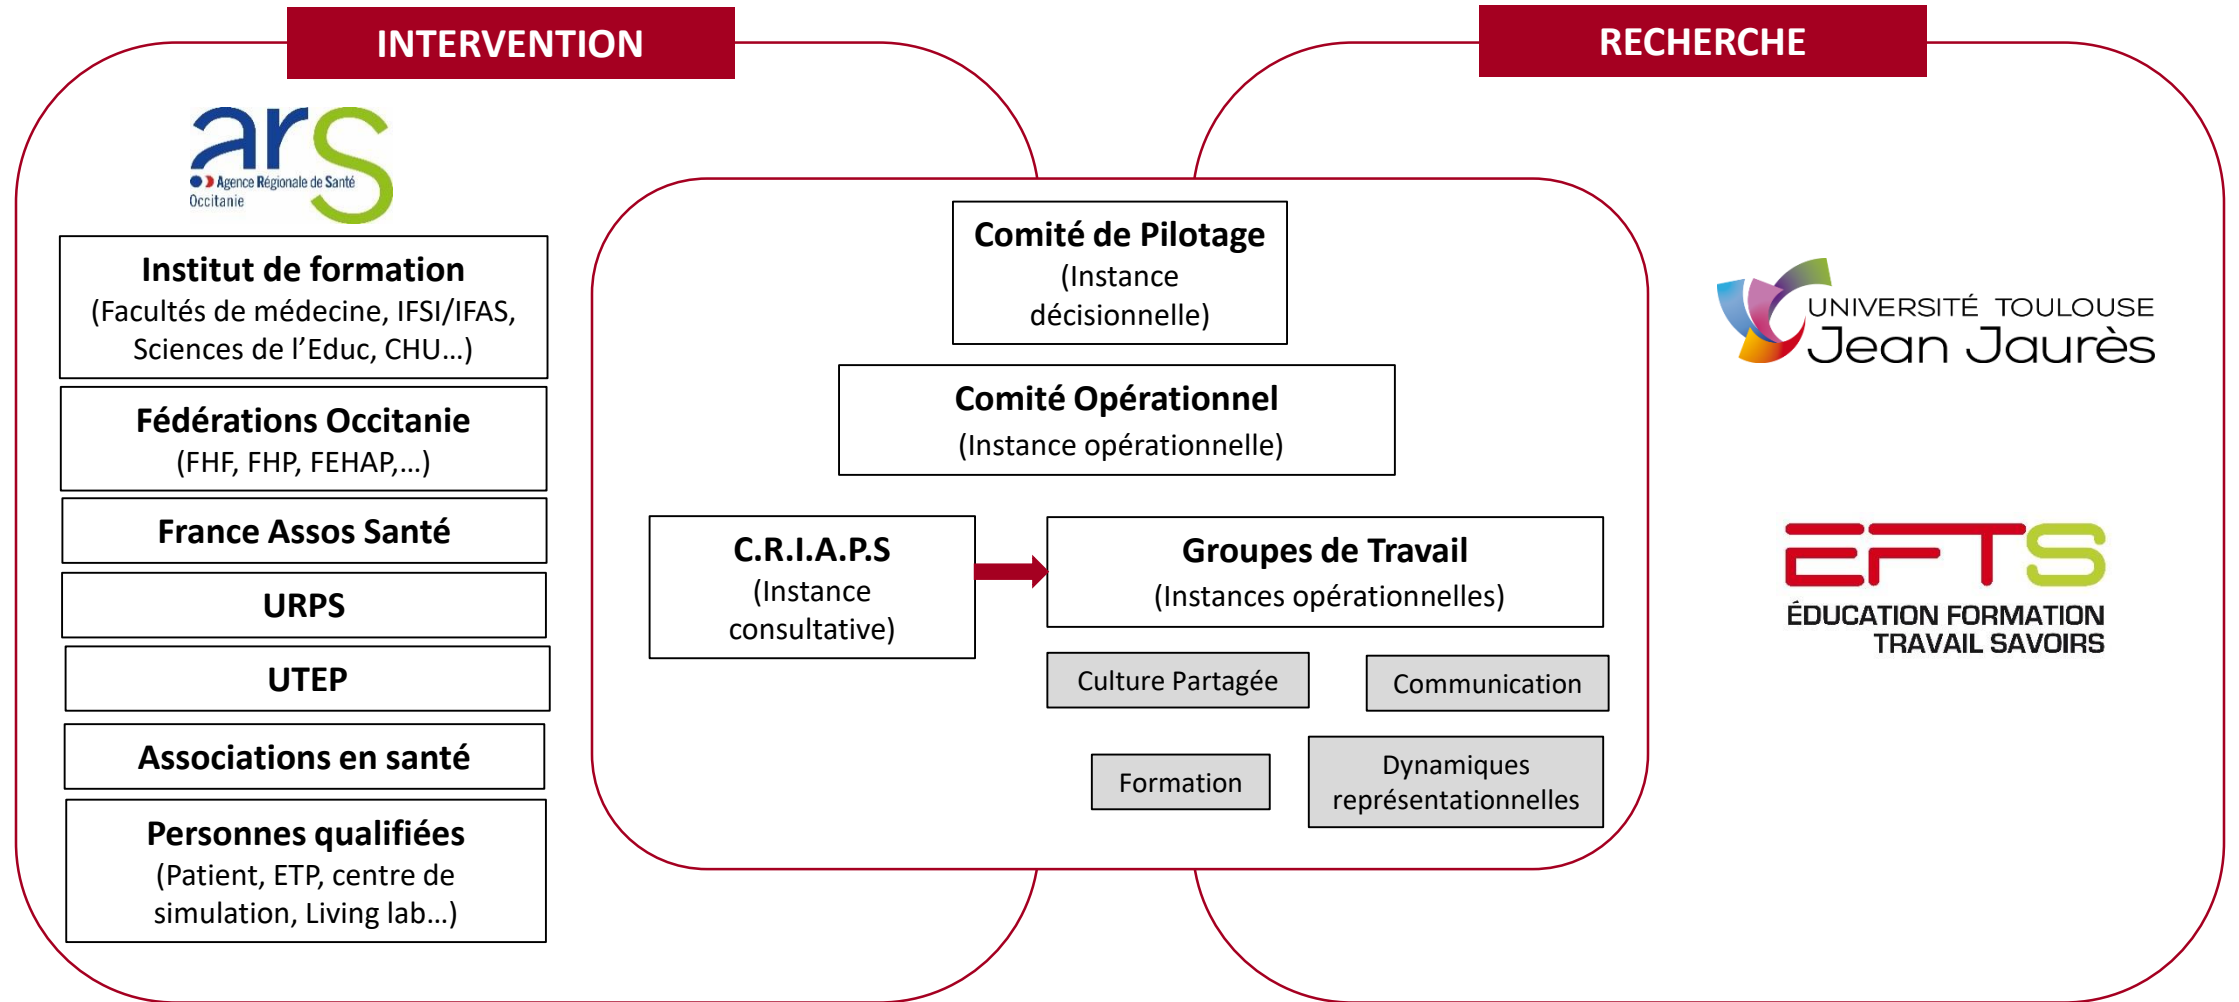 INTERVENTION
ars
Agence Régionale de Santé
Occitanie
Institut de formation
(Facultés de médecine, IFSI/IFAS,
Sciences de l’Educ, CHU…)
Fédérations Occitanie
(FHF, FHP, FEHAP,…)
France Assos Santé
URPS
UTEP
Associations en santé
Personnes qualifiées
(Patient, ETP, centre de
simulation, Living lab…)
Comité de Pilotage
(Instance
décisionnelle)
Comité Opérationnel
(Instance opérationnelle)
C.R.I.A.P.S
(Instance
consultative)
Groupes de Travail
(Instances opérationnelles)
Culture Partagée
Communication
Formation
Dynamiques
représentationnelles
RECHERCHE
UNIVERSITÉ TOULOUSE
Jean Jaurès
EFTS
ÉDUCATION FORMATION
TRAVAIL SAVOIRS